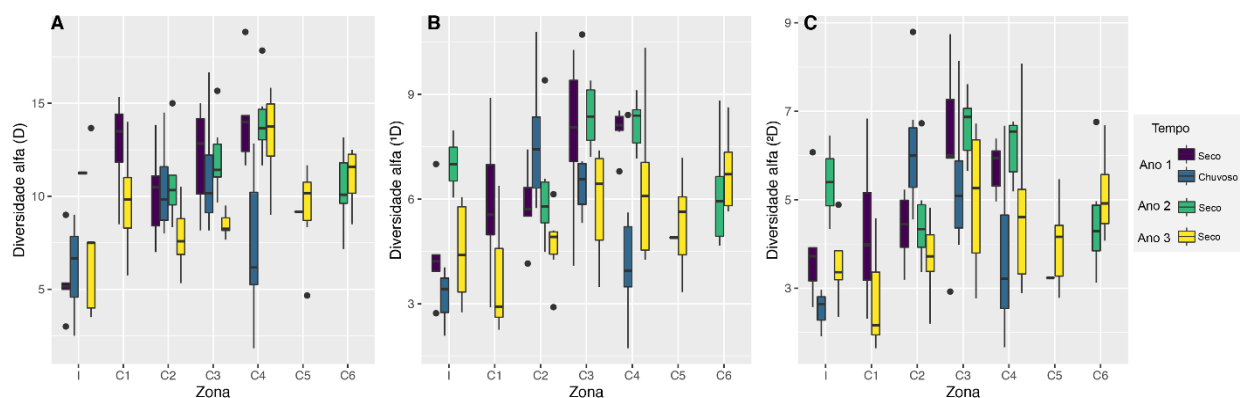 A
Diversidade alfa (D)
15
10
5
I C1 C2 C3 C4 C5 C6
Zona
B
Diversidade alfa (¹D)
9
6
3
I C1 C2 C3 C4 C5 C6
Zona
C
Diversidade alfa (²D)
9
7
5
3
I C1 C2 C3 C4 C5 C6
Zona
Tempo
Ano 1 Seco
Chuvoso
Ano 2 Seco
Ano 3 Seco